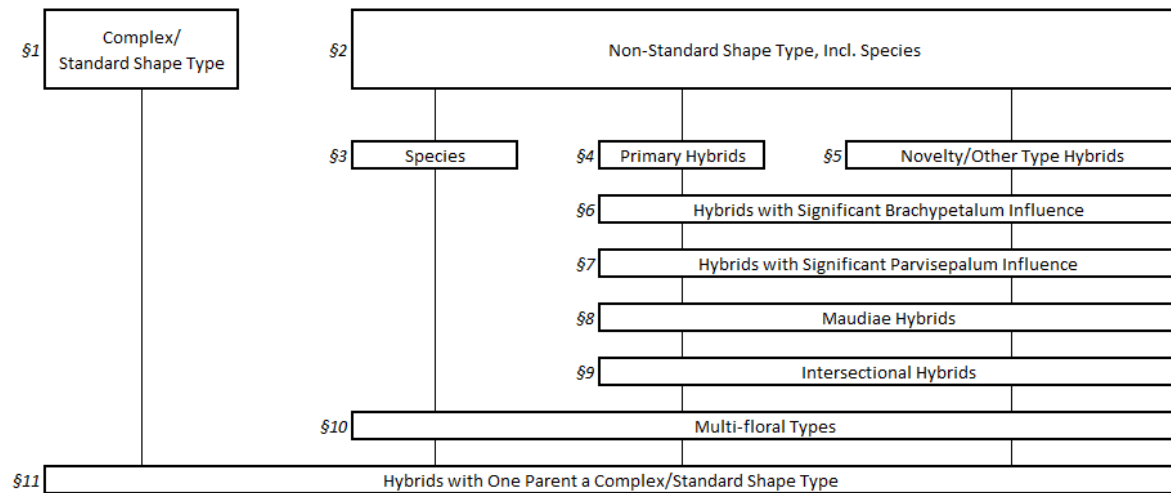 §1
Complex/
Standard Shape Type
§2
Non-Standard Shape Type, Incl. Species
§3
Species
§4
Primary Hybrids
§5
Novelty/Other Type Hybrids
§6
Hybrids with Significant Brachypetalum Influence
§7
Hybrids with Significant Parvisepalum Influence
§8
Maudiae Hybrids
§9
Intersectional Hybrids
§10
Multi-floral Types
§11
Hybrids with One Parent a Complex/Standard Shape Type